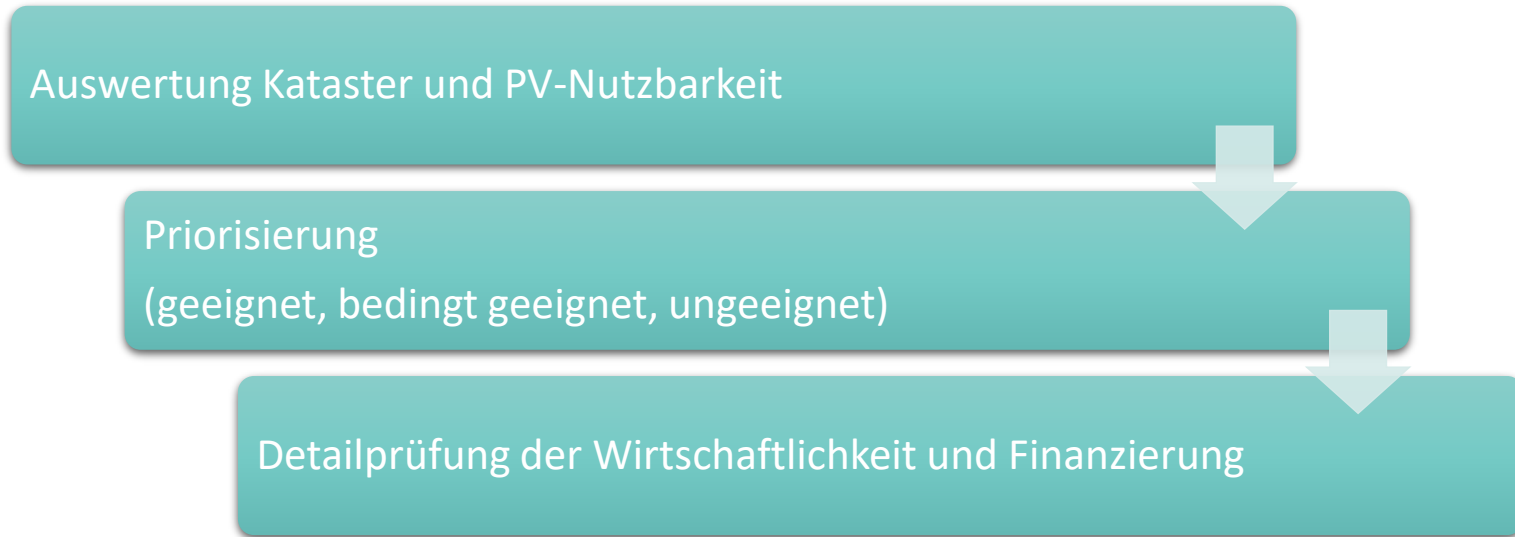 Auswertung Kataster und PV-Nutzbarkeit
Priorisierung
(geeignet, bedingt geeignet, ungeeignet)
Detailprüfung der Wirtschaftlichkeit und Finanzierung